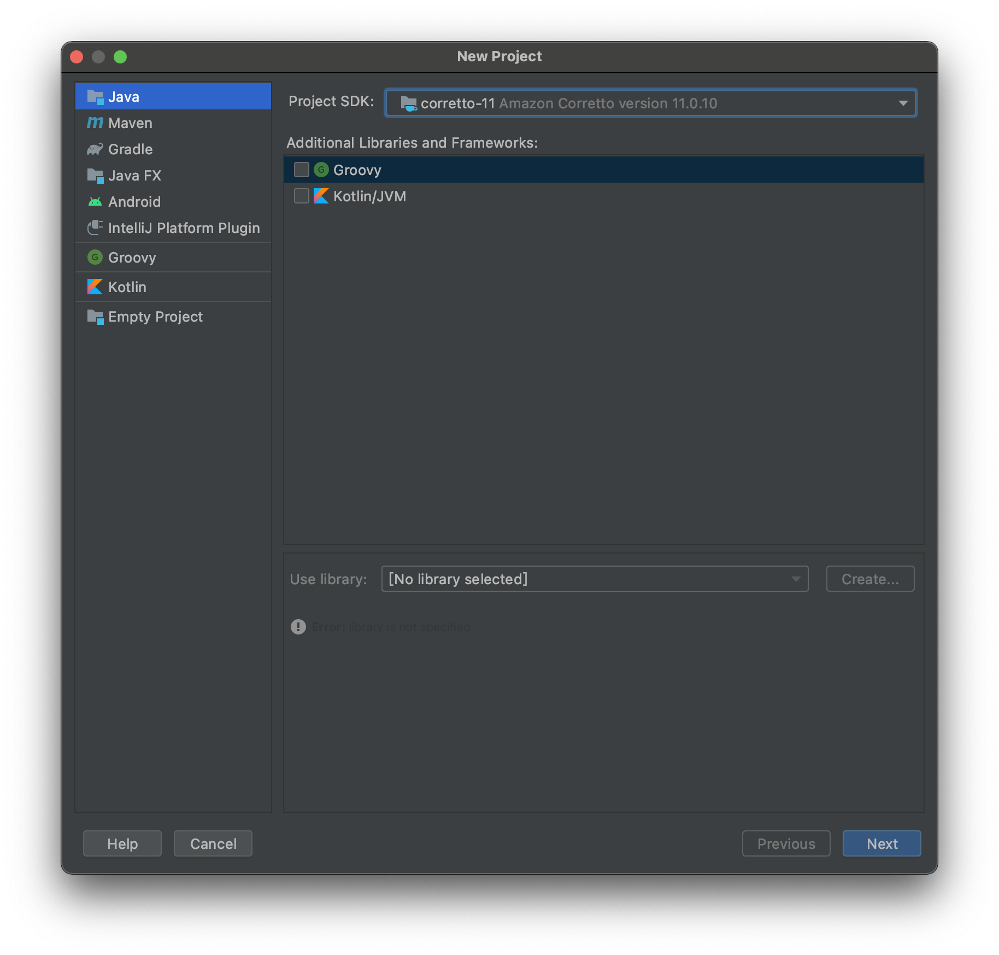 New Project
Java
Maven
Gradle
Java FX
Android
IntelliJ Platform Plugin
Groovy
Kotlin
Empty Project
Project SDK: corretto-11 Amazon Corretto version 11.0.10
Additional Libraries and Frameworks:
Groovy
Kotlin/JVM
Use library: [No library selected] Create...
Error: library is not specified
Help Cancel Previous Next